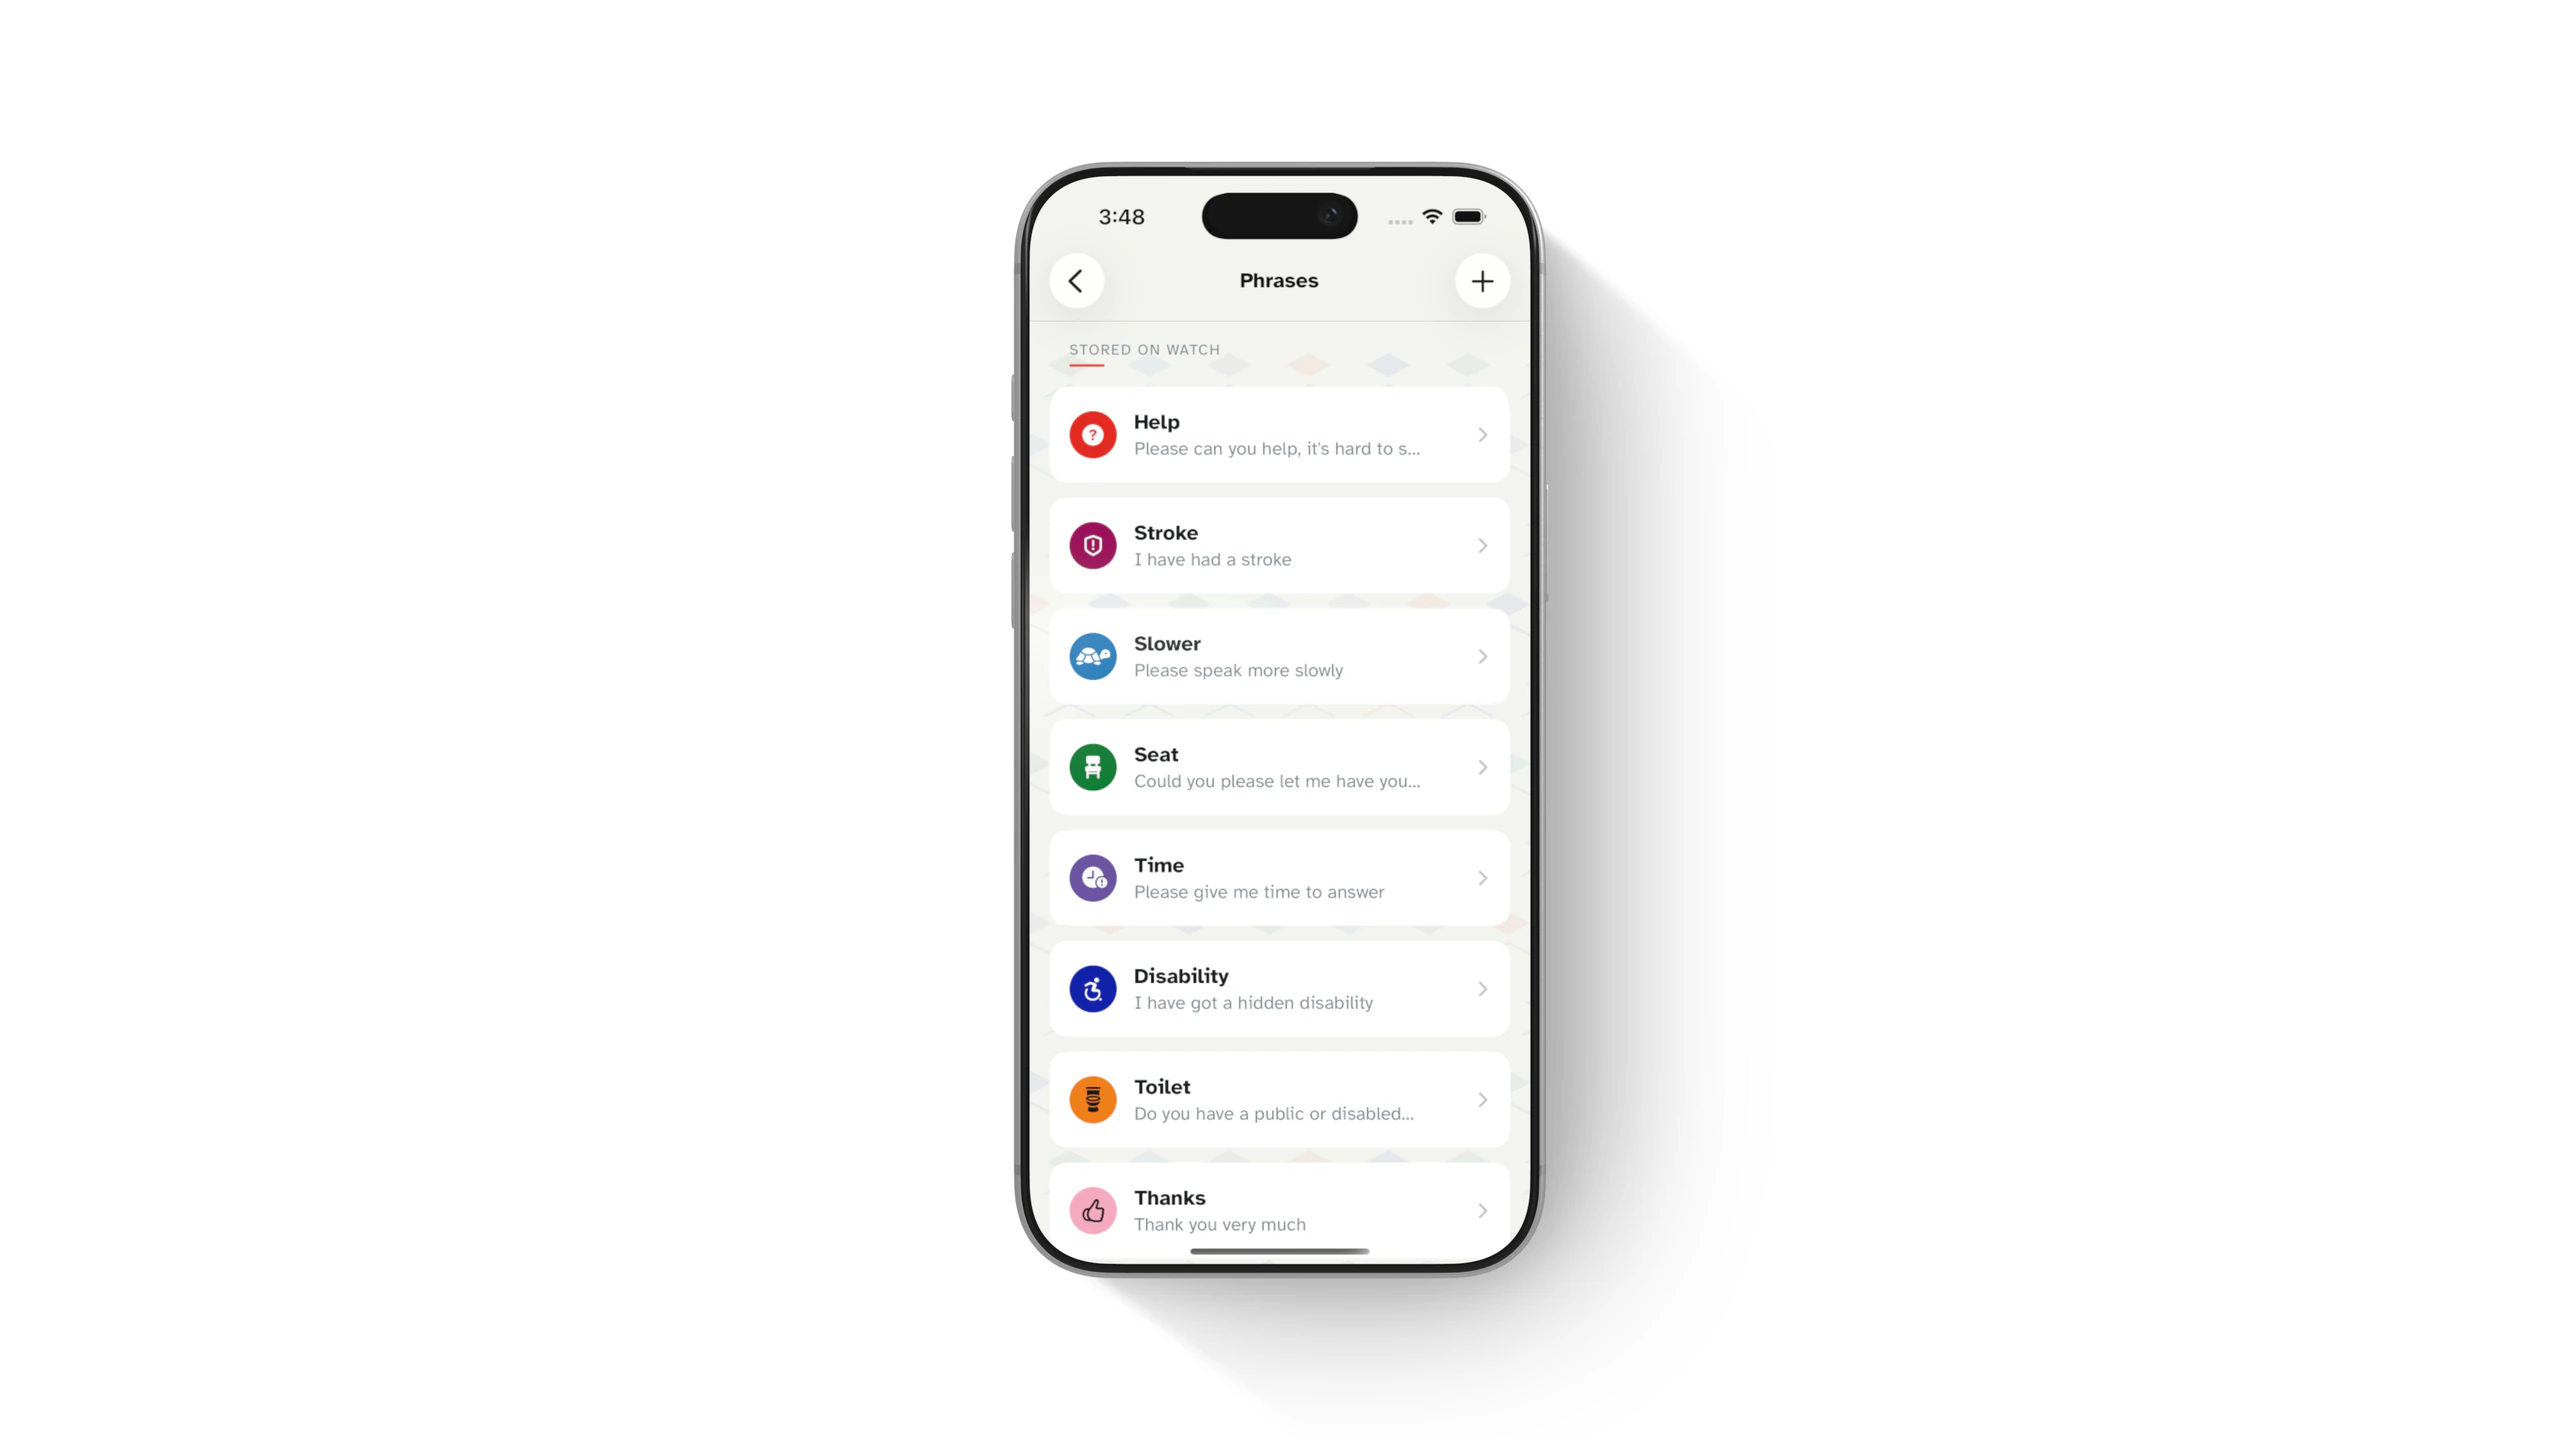 3:48
Phrases
STORED ON WATCH
Help
Please can you help, it's hard to s...
Stroke
I have had a stroke
Slower
Please speak more slowly
Seat
Could you please let me have you...
Time
Please give me time to answer
Disability
I have got a hidden disability
Toilet
Do you have a public or disabled...
Thanks
Thank you very much